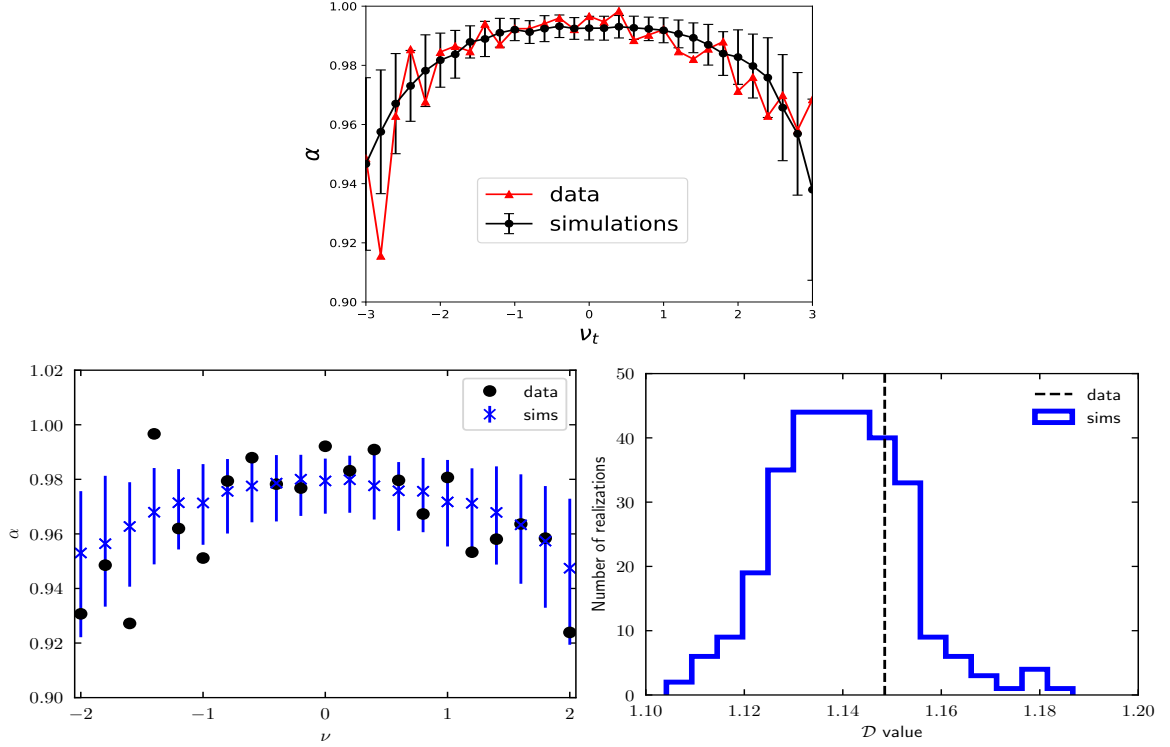 1.00
0.98
0.96
0.94
0.92
0.90
α
data
simulations
−3 −2 −1 0 1 2 3
ν_t
1.02
1.00
0.98
0.96
0.94
0.92
0.90
α
data
sims
−2 −1 0 1 2
ν
50
40
30
20
10
0
Number of realizations
data
sims
1.10 1.12 1.14 1.16 1.18 1.20
𝒟 value